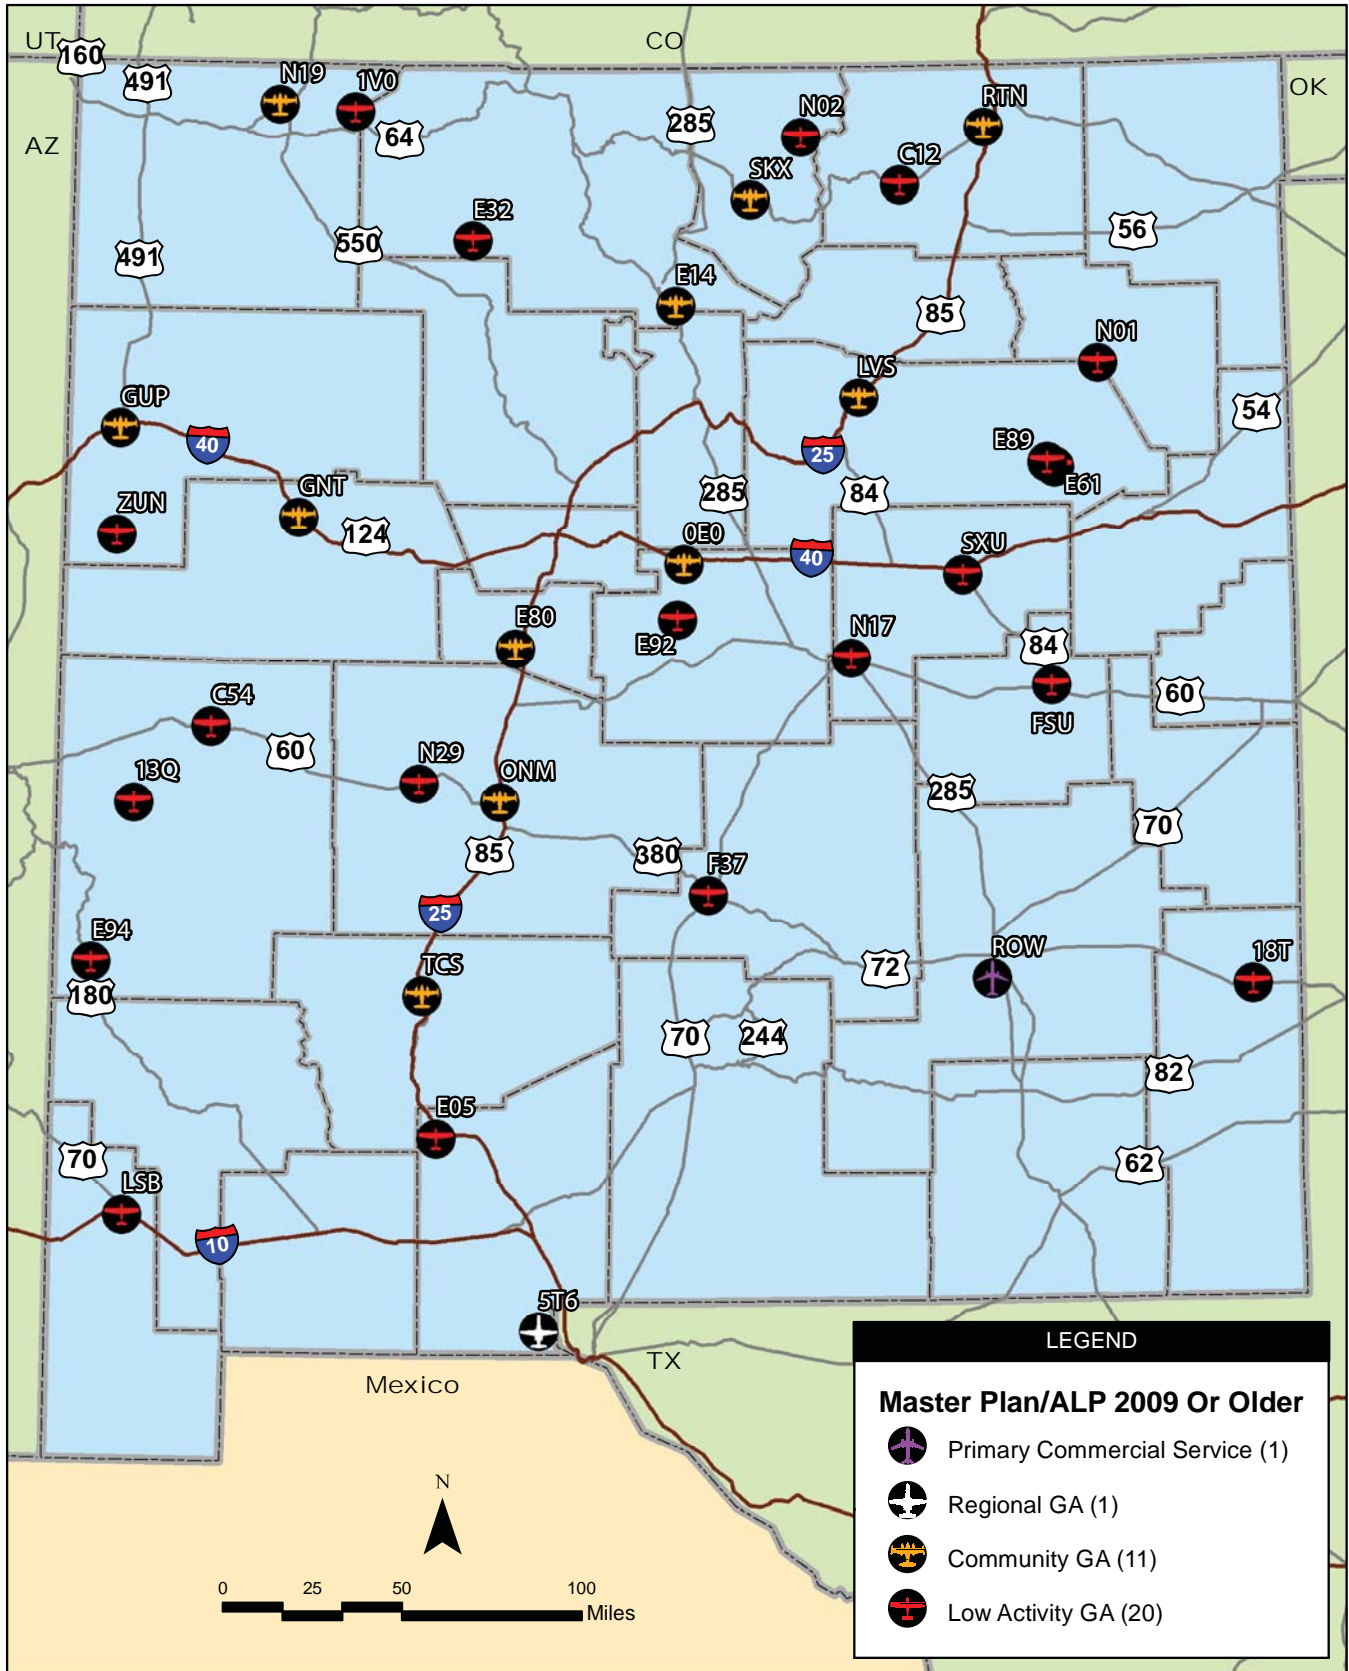 UT
CO
160
N19
491
1V0
RTN
OK
N02
285
64
AZ
C12
SKX
E32
56
550
491
E14
85
N01
LVS
GUP
54
40
E89
25
E61
GNT
285
84
ZUN
124
0E0
SXU
40
E80
N17
E92
84
C54
60
FSU
60
N29
13Q
ONM
285
70
85
380
F37
25
E94
ROW
18T
TCS
72
180
70
244
82
E05
70
62
LSB
10
5T6
TX
Mexico
LEGEND
Master Plan/ALP 2009 Or Older
Primary Commercial Service (1)
Regional GA (1)
Community GA (11)
Low Activity GA (20)
N
0 25 50 100
Miles